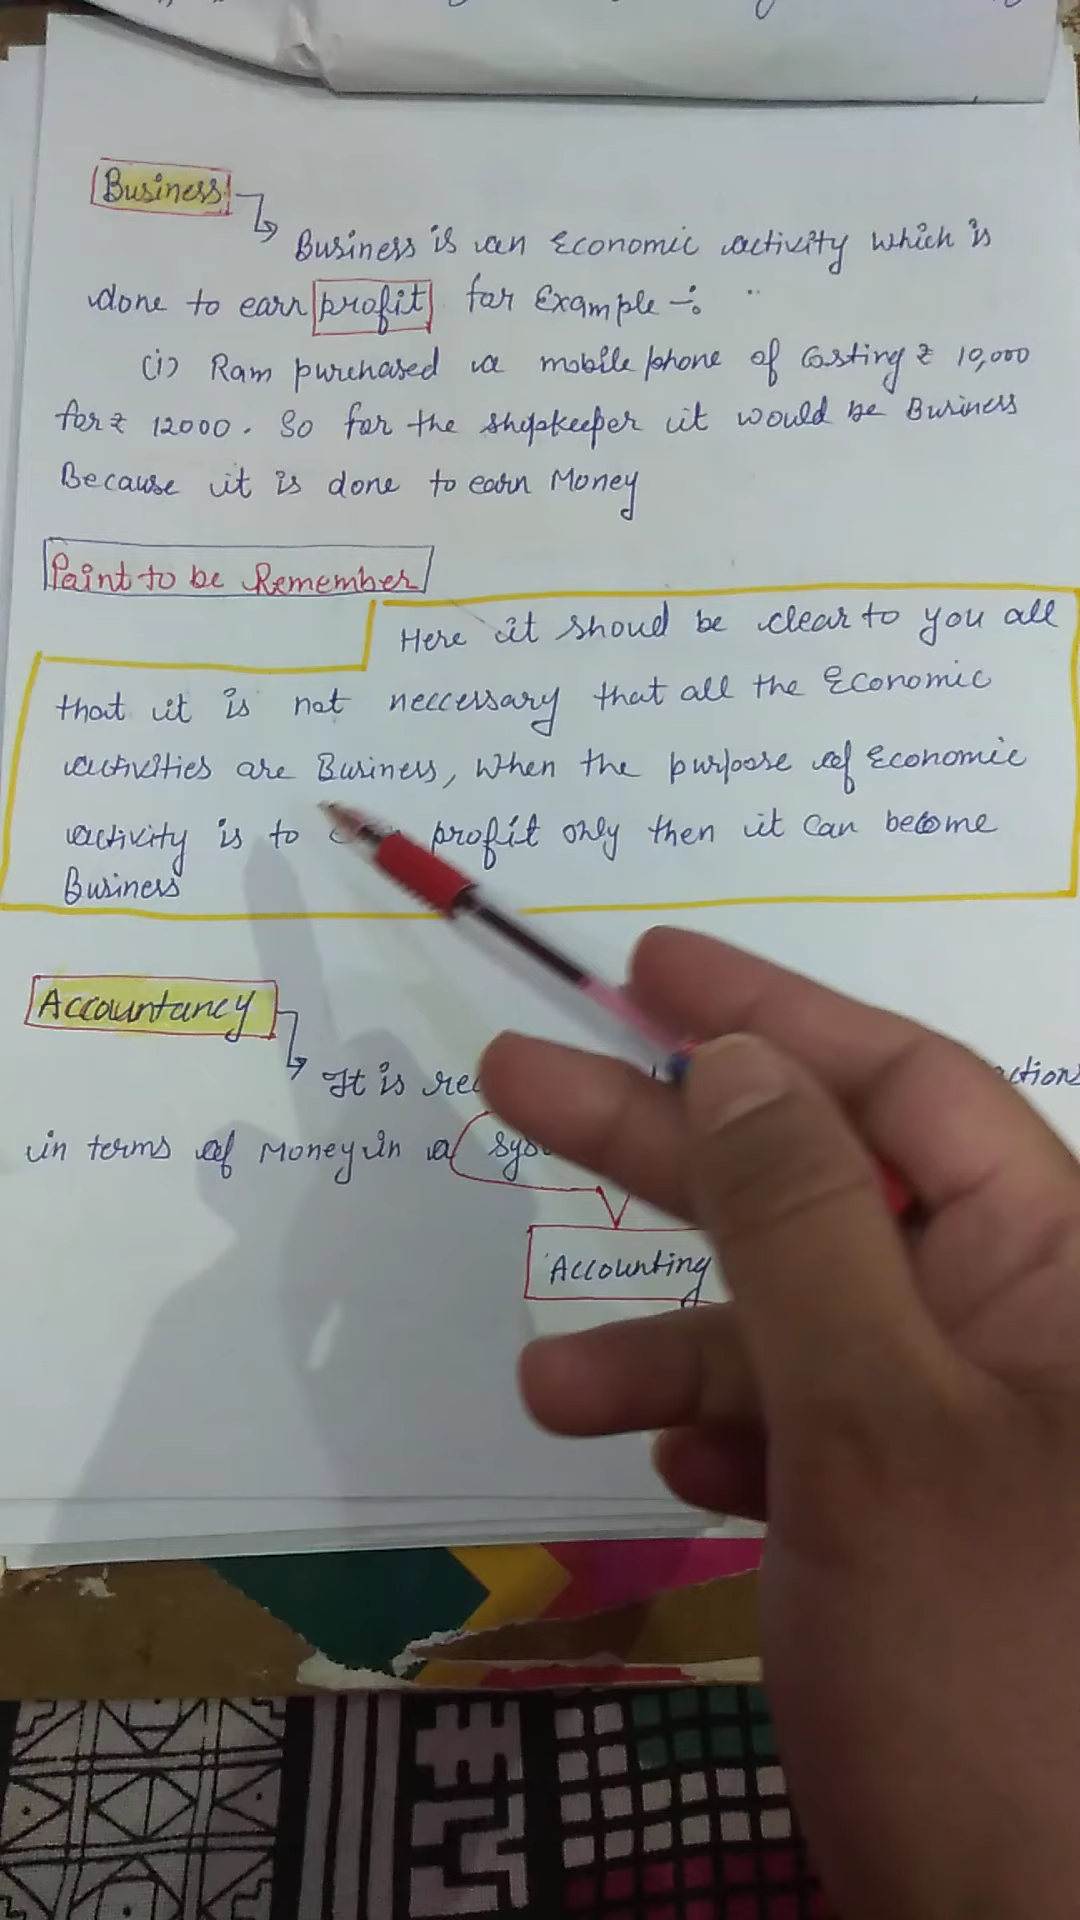 Business
Business is an Economic activity which is
done to earn profit for Example -:
(i) Ram purchased a mobile phone of Costing ₹ 10,000
for ₹ 12000. So for the shopkeeper it would be Business
Because it is done to earn Money
Point to be Remember
Here it shoud be clear to you all
that it is not neccessary that all the Economic
activities are Business, When the purpose of Economic
activity is to profit only then it Can become
Business
Accountancy
It is
in terms of Money in a
Accounting